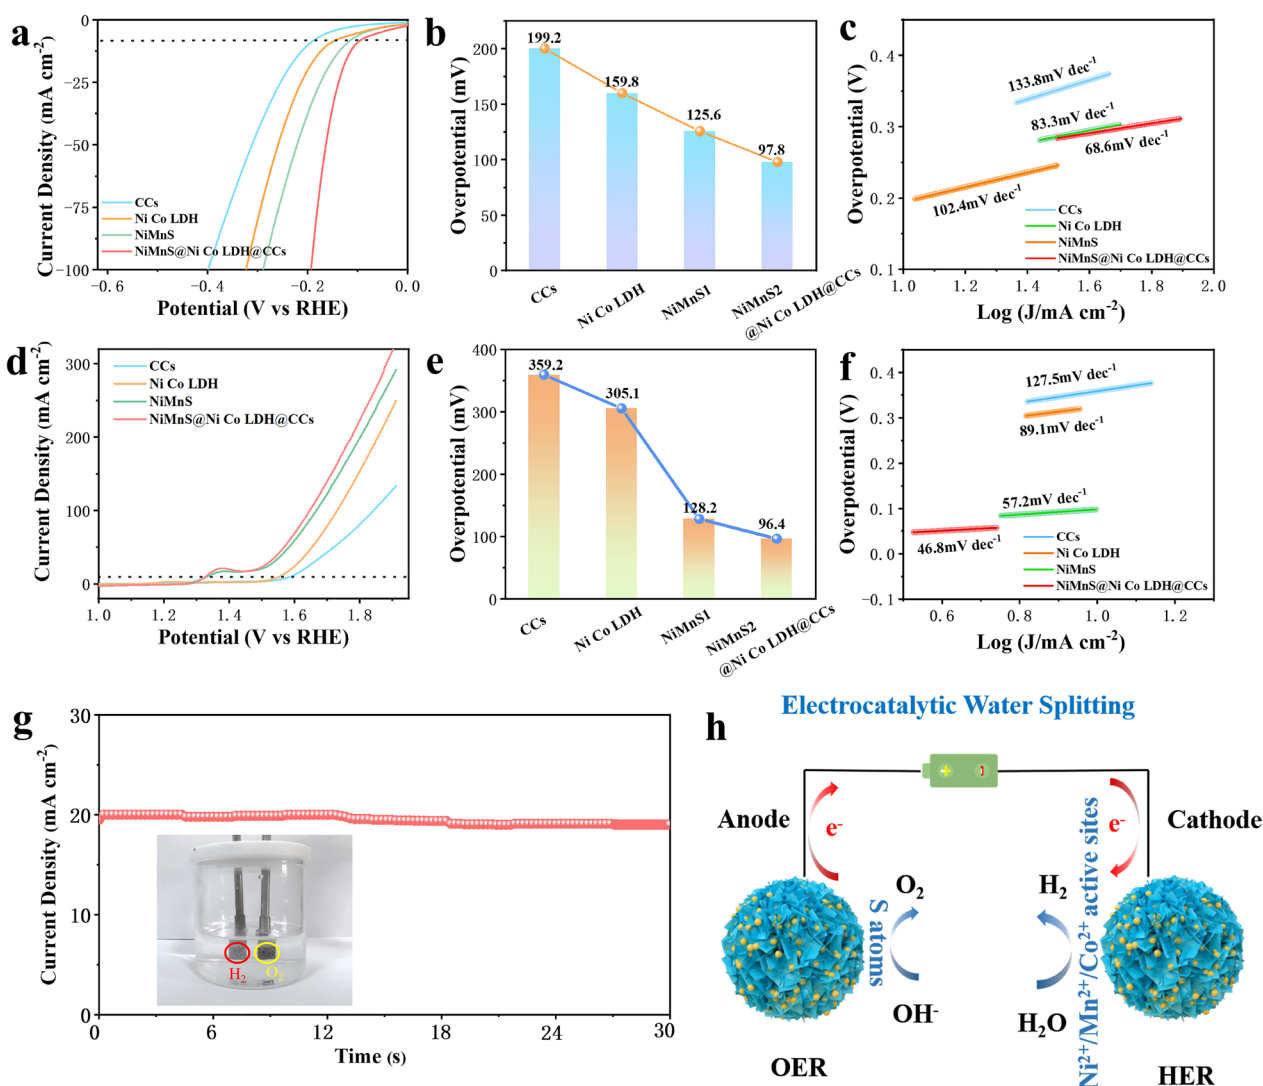 a
Current Density (mA cm-2)
0
-25
-50
-75
-100
CCs
Ni Co LDH
NiMnS
NiMnS@Ni Co LDH@CCs
-0.6
-0.4
-0.2
0.0
Potential (V vs RHE)
b
Overpotential (mV)
200
150
100
50
0
199.2
159.8
125.6
97.8
CCs
Ni Co LDH
NiMnS1
NiMnS2
@Ni Co LDH@CCs
c
Overpotential (V)
0.4
0.3
0.2
0.1
133.8mV dec-1
83.3mV dec-1
68.6mV dec-1
102.4mV dec-1
CCs
Ni Co LDH
NiMnS
NiMnS@Ni Co LDH@CCs
1.0
1.2
1.4
1.6
1.8
2.0
Log (J/mA cm-2)
d
Current Density (mA cm-2)
300
200
100
0
CCs
Ni Co LDH
NiMnS
NiMnS@Ni Co LDH@CCs
1.0
1.2
1.4
1.6
1.8
Potential (V vs RHE)
e
Overpotential (mV)
400
300
200
100
0
359.2
305.1
128.2
96.4
CCs
Ni Co LDH
NiMnS1
NiMnS2
@Ni Co LDH@CCs
f
Overpotential (V)
0.4
0.3
0.2
0.1
0.0
-0.1
127.5mV dec-1
89.1mV dec-1
57.2mV dec-1
46.8mV dec-1
CCs
Ni Co LDH
NiMnS
NiMnS@Ni Co LDH@CCs
0.6
0.8
1.0
1.2
Log (J/mA cm-2)
g
Current Density (mA cm-2)
30
20
10
0
H2
O2
0
6
12
18
24
30
Time (s)
h
Electrocatalytic Water Splitting
Anode
e-
e-
Cathode
O2
H2
S atoms
Ni2+/Mn2+/Co2+ active sites
OH-
H2O
OER
HER